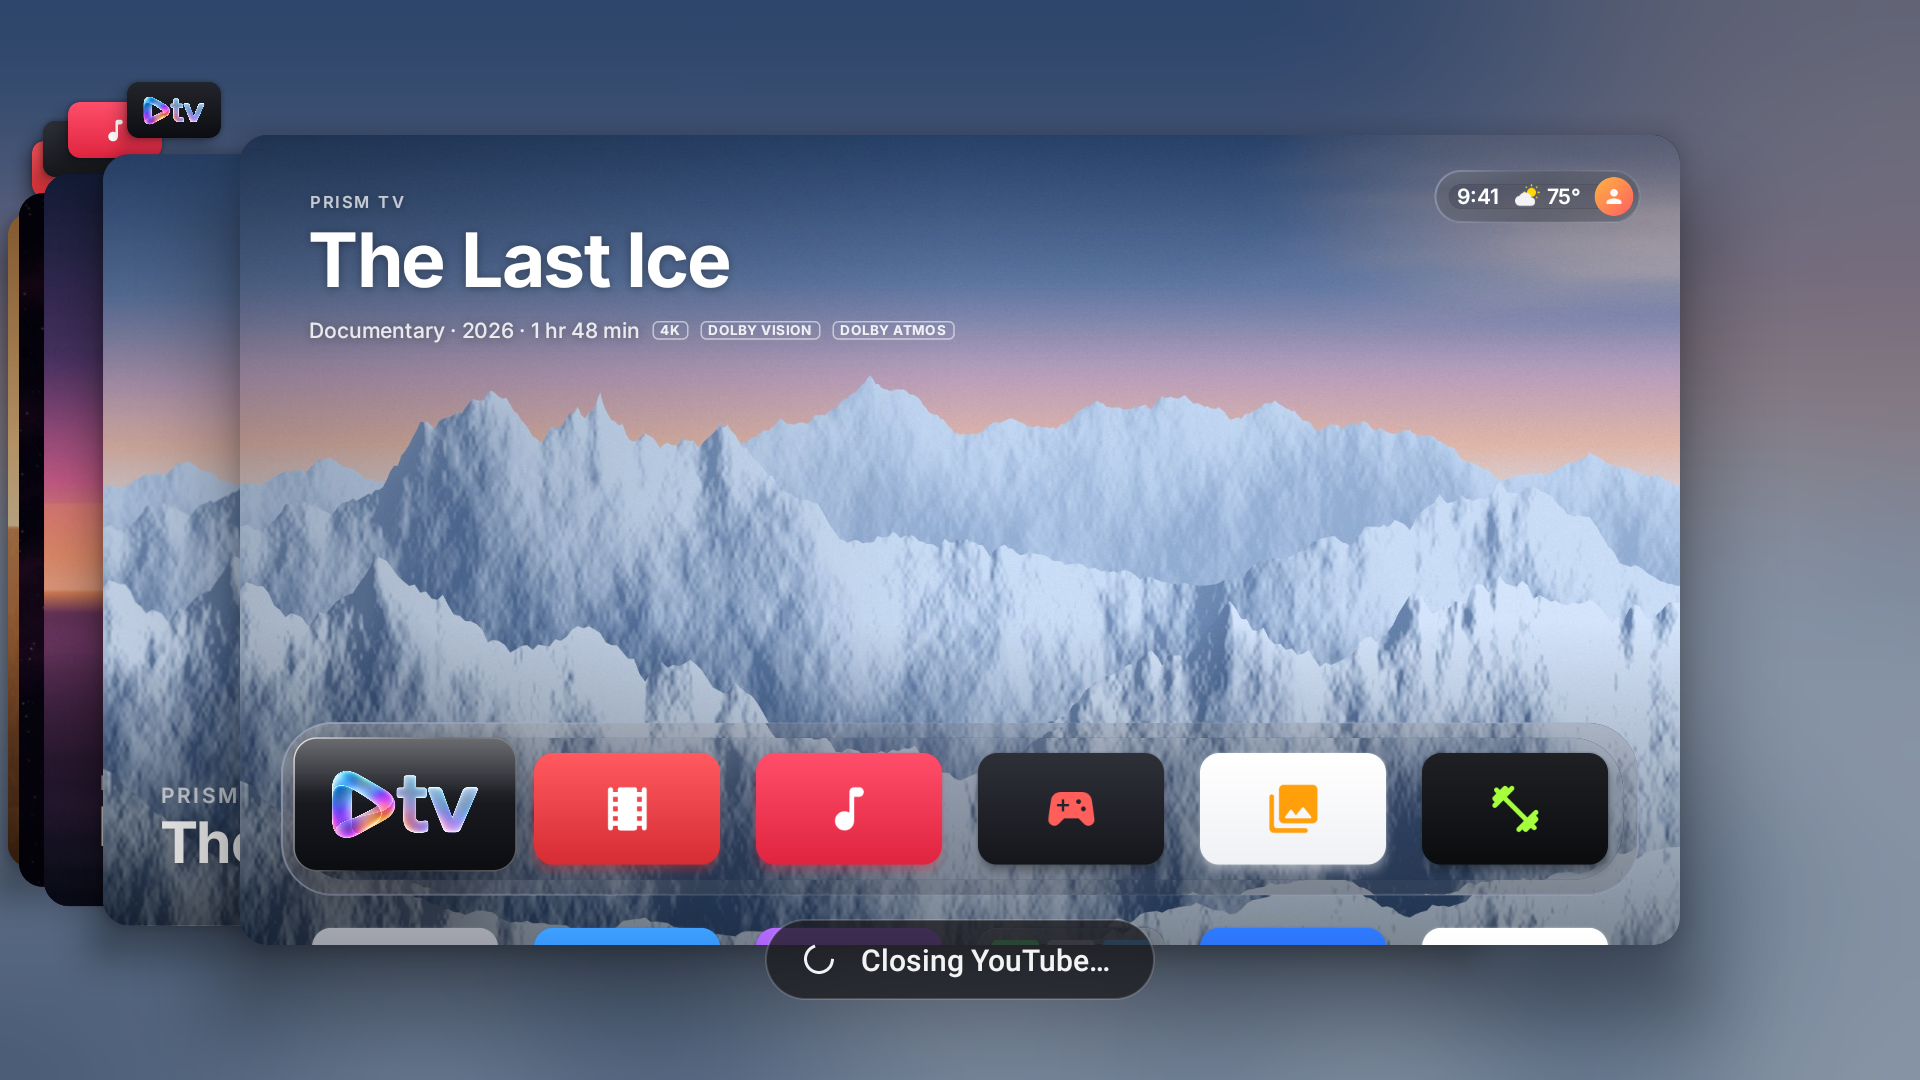 tv
PRISM TV
The Last Ice
Documentary · 2026 · 1 hr 48 min 4K DOLBY VISION DOLBY ATMOS
9:41 75°
PRISM
The
tv
Closing YouTube...